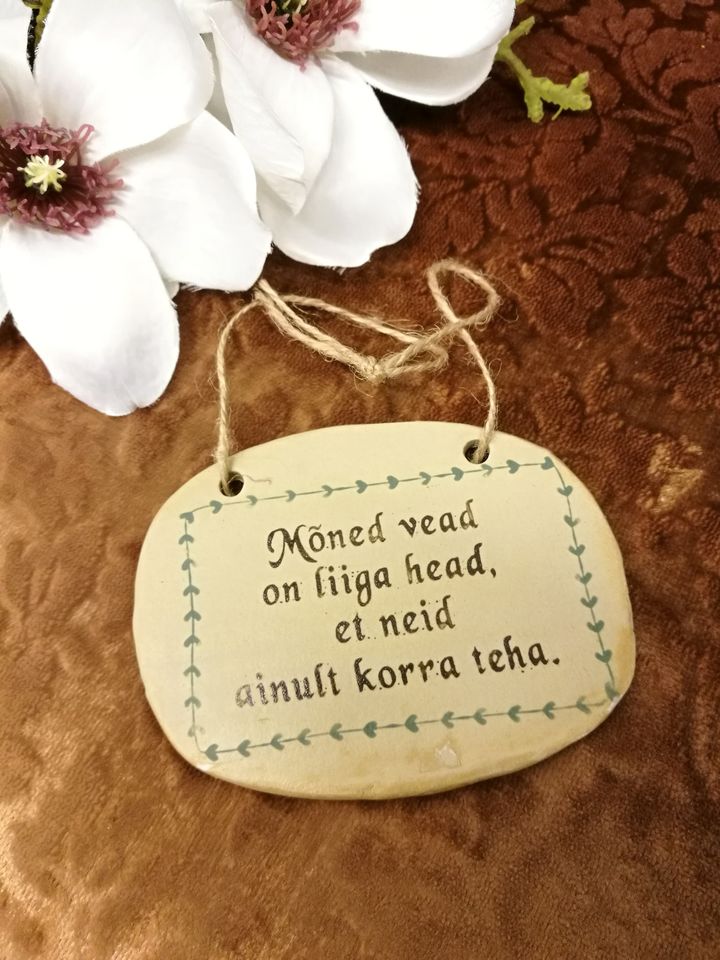 Mõned vead
on liiga head,
et neid
ainult korra teha.